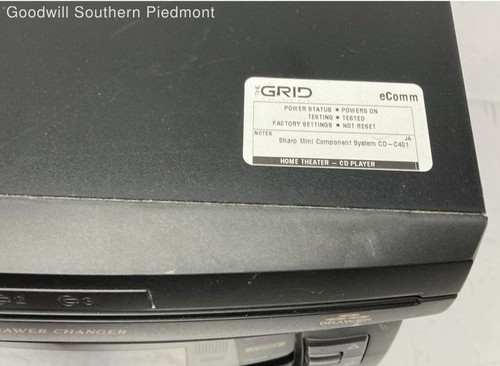 Goodwill Southern Piedmont
THE GRID eComm
POWER STATUS ■ POWERS ON
TESTING ■ TESTED
FACTORY SETTINGS ■ NOT RESET
NOTES JA
Sharp Mini Component System CD-C401
HOME THEATER - CD PLAYER
2 3
DRAWER CHANGER
DRAWER